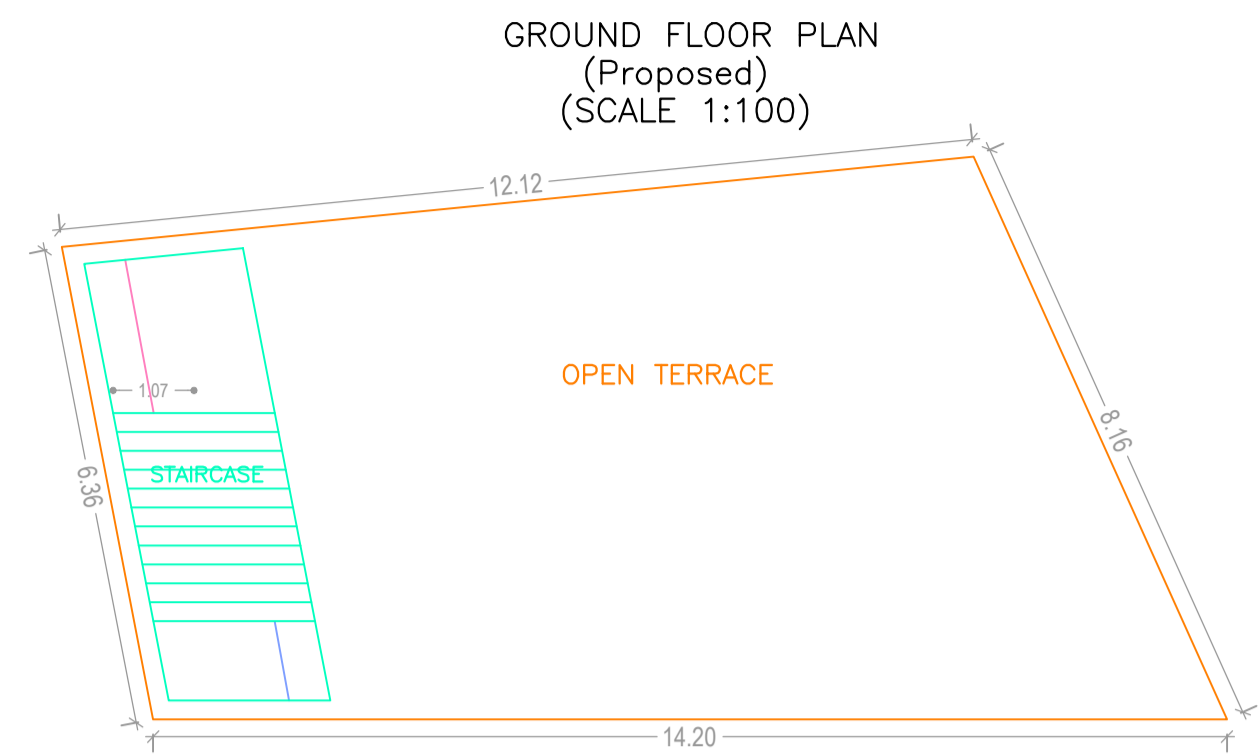 GROUND FLOOR PLAN
(Proposed)
(SCALE 1:100)
12.12
OPEN TERRACE
1.07
8.16
STAIRCASE
6.36
14.20